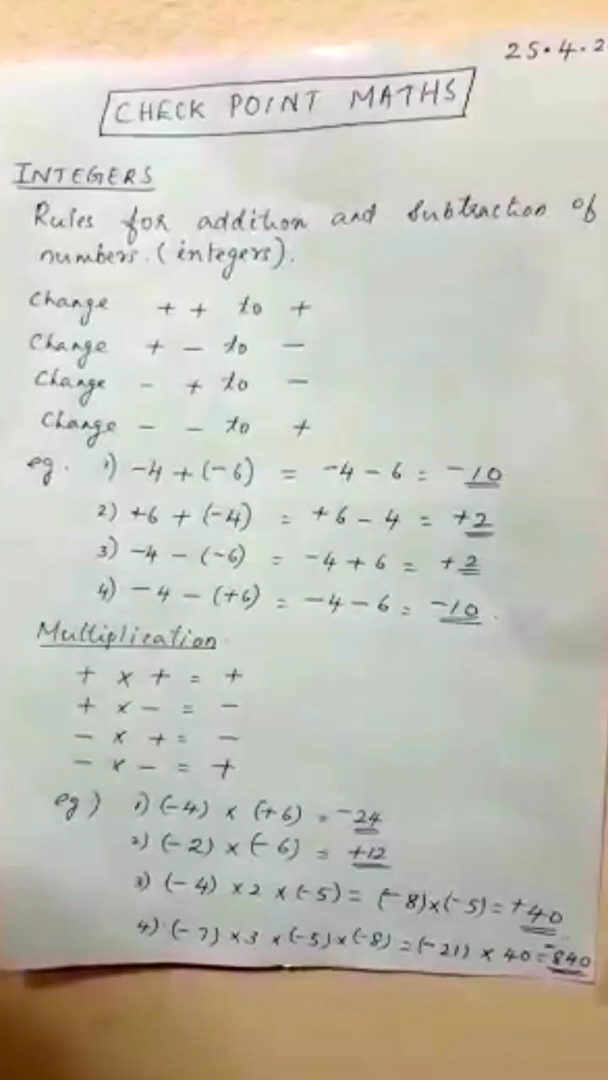 25.4.2
CHECK POINT MATHS
INTEGERS
Rules for addition and subtraction of
numbers. (integers).
Change + + to +
Change + - to -
Change - + to -
Change - - to +
eg. 1) -4 + (-6) = -4 - 6 = -10
2) +6 + (-4) = +6 - 4 = +2
3) -4 - (-6) = -4 + 6 = +2
4) -4 - (+6) = -4 - 6 = -10.
Multiplication
+ x + = +
+ x - = -
- x + = -
- x - = +
eg) 1) (-4) x (+6) = -24
2) (-2) x (-6) = +12
3) (-4) x 2 x (-5) = (-8) x (-5) = +40
4) (-7) x 3 x (-5) x (-8) = (-21) x 40 = -840